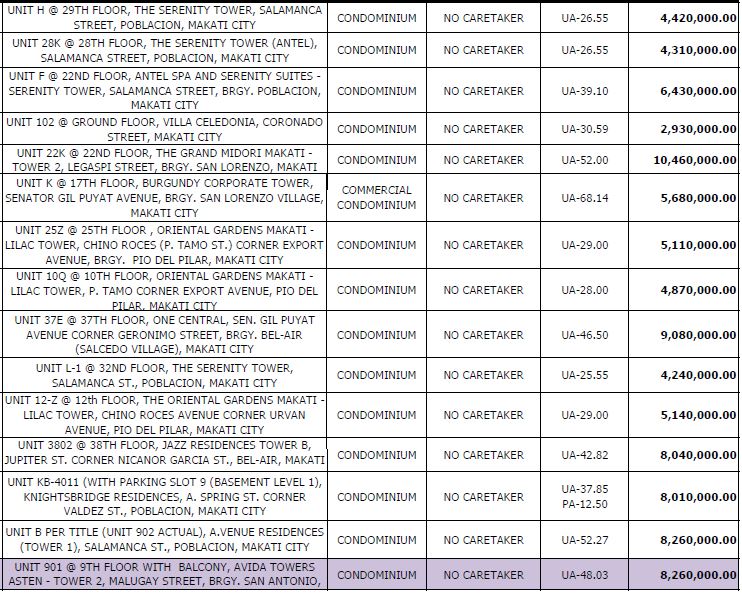 UNIT H @ 29TH FLOOR, THE SERENITY TOWER, SALAMANCA
STREET, POBLACION, MAKATI CITY
CONDOMINIUM
NO CARETAKER
UA-26.55
4,420,000.00
UNIT 28K @ 28TH FLOOR, THE SERENITY TOWER (ANTEL),
SALAMANCA STREET, POBLACION, MAKATI CITY
CONDOMINIUM
NO CARETAKER
UA-26.55
4,310,000.00
UNIT F @ 22ND FLOOR, ANTEL SPA AND SERENITY SUITES -
SERENITY TOWER, SALAMANCA STREET, BRGY. POBLACION,
MAKATI CITY
CONDOMINIUM
NO CARETAKER
UA-39.10
6,430,000.00
UNIT 102 @ GROUND FLOOR, VILLA CELEDONIA, CORONADO
STREET, MAKATI CITY
CONDOMINIUM
NO CARETAKER
UA-30.59
2,930,000.00
UNIT 22K @ 22ND FLOOR, THE GRAND MIDORI MAKATI -
TOWER 2, LEGASPI STREET, BRGY. SAN LORENZO, MAKATI
CONDOMINIUM
NO CARETAKER
UA-52.00
10,460,000.00
UNIT K @ 17TH FLOOR, BURGUNDY CORPORATE TOWER,
SENATOR GIL PUYAT AVENUE, BRGY. SAN LORENZO VILLAGE,
MAKATI CITY
COMMERCIAL
CONDOMINIUM
NO CARETAKER
UA-68.14
5,680,000.00
UNIT 25Z @ 25TH FLOOR , ORIENTAL GARDENS MAKATI -
LILAC TOWER, CHINO ROCES (P. TAMO ST.) CORNER EXPORT
AVENUE, BRGY. PIO DEL PILAR, MAKATI CITY
CONDOMINIUM
NO CARETAKER
UA-29.00
5,110,000.00
UNIT 10Q @ 10TH FLOOR, ORIENTAL GARDENS MAKATI -
LILAC TOWER, P. TAMO CORNER EXPORT AVENUE, PIO DEL
PILAR, MAKATI CITY
CONDOMINIUM
NO CARETAKER
UA-28.00
4,870,000.00
UNIT 37E @ 37TH FLOOR, ONE CENTRAL, SEN. GIL PUYAT
AVENUE CORNER GERONIMO STREET, BRGY. BEL-AIR
(SALCEDO VILLAGE), MAKATI CITY
CONDOMINIUM
NO CARETAKER
UA-46.50
9,080,000.00
UNIT L-1 @ 32ND FLOOR, THE SERENITY TOWER,
SALAMANCA ST., POBLACION, MAKATI CITY
CONDOMINIUM
NO CARETAKER
UA-25.55
4,240,000.00
UNIT 12-Z @ 12th FLOOR, THE ORIENTAL GARDENS MAKATI -
LILAC TOWER, CHINO ROCES AVENUE CORNER URVAN
AVENUE, PIO DEL PILAR, MAKATI CITY
CONDOMINIUM
NO CARETAKER
UA-29.00
5,140,000.00
UNIT 3802 @ 38TH FLOOR, JAZZ RESIDENCES TOWER B,
JUPITER ST. CORNER NICANOR GARCIA ST., BEL-AIR, MAKATI
CONDOMINIUM
NO CARETAKER
UA-42.82
8,040,000.00
UNIT KB-4011 (WITH PARKING SLOT 9 (BASEMENT LEVEL 1),
KNIGHTSBRIDGE RESIDENCES, A. SPRING ST. CORNER
VALDEZ ST., POBLACION, MAKATI CITY
CONDOMINIUM
NO CARETAKER
UA-37.85
PA-12.50
8,010,000.00
UNIT B PER TITLE (UNIT 902 ACTUAL), A.VENUE RESIDENCES
(TOWER 1), SALAMANCA ST., POBLACION, MAKATI CITY
CONDOMINIUM
NO CARETAKER
UA-52.27
8,260,000.00
UNIT 901 @ 9TH FLOOR WITH BALCONY, AVIDA TOWERS
ASTEN - TOWER 2, MALUGAY STREET, BRGY. SAN ANTONIO,
CONDOMINIUM
NO CARETAKER
UA-48.03
8,260,000.00